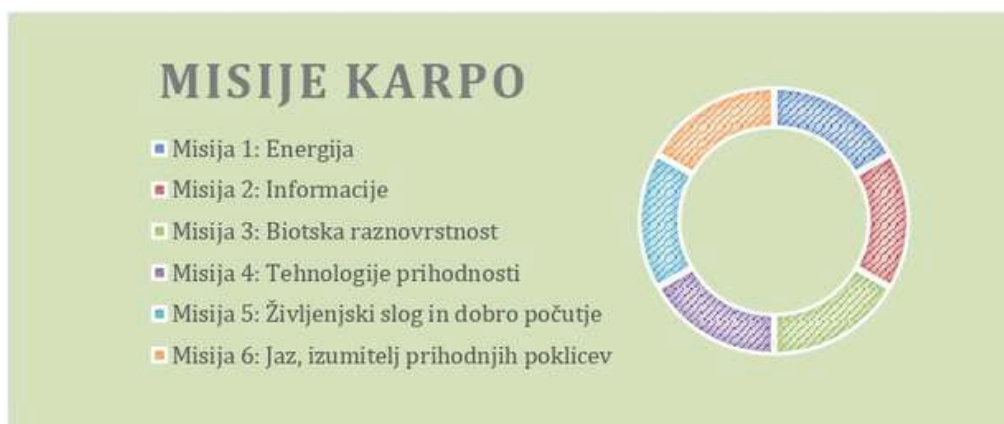 MISIJE KARPO
Misija 1: Energija
Misija 2: Informacije
Misija 3: Biotska raznovrstnost
Misija 4: Tehnologije prihodnosti
Misija 5: Življenjski slog in dobro počutje
Misija 6: Jaz, izumitelj prihodnjih poklicev